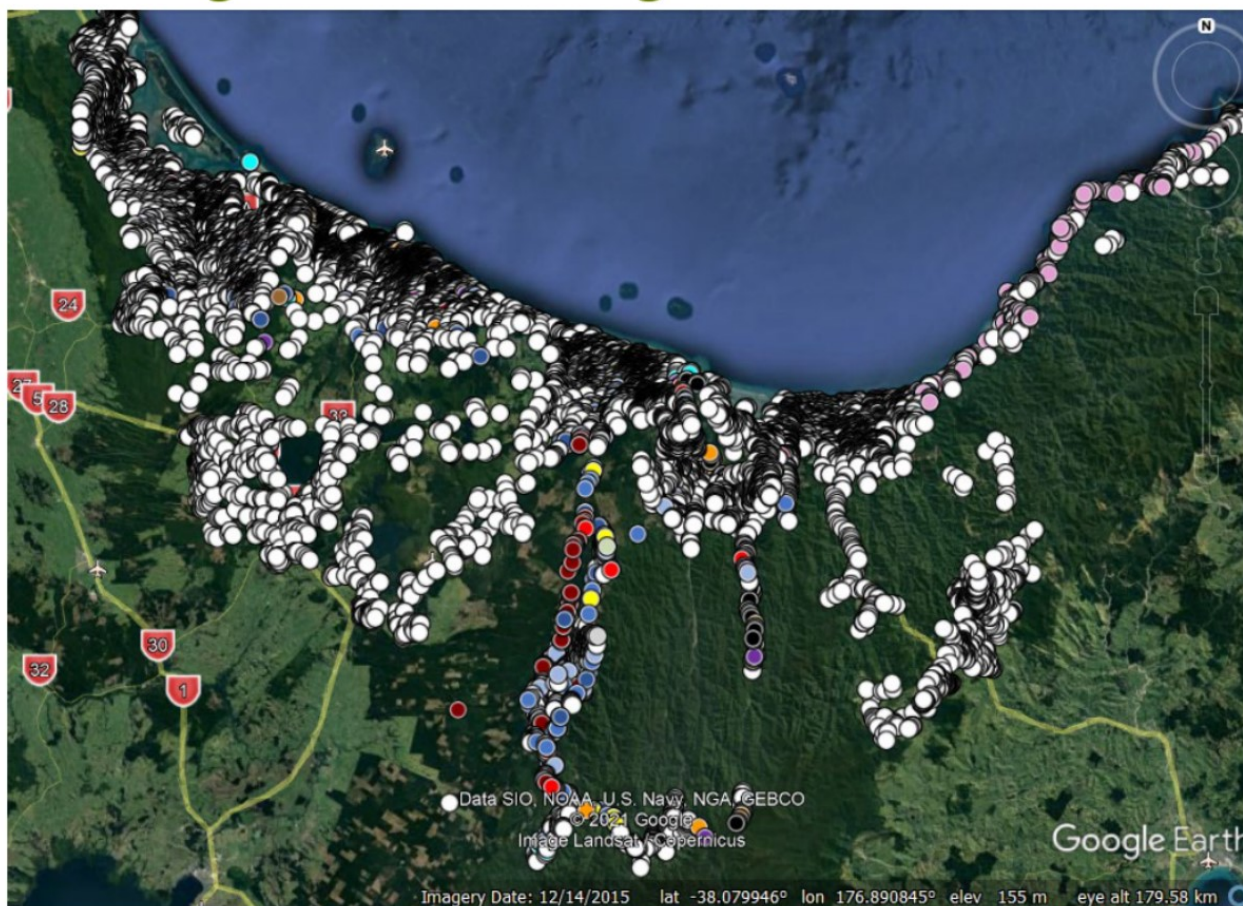 N
24
27
5
28
33
30
32
1
Data SIO, NOAA, U.S. Navy, NGA, GEBCO
© 2021 Google
Image Landsat / Copernicus
Google Earth
Imagery Date: 12/14/2015 lat -38.079946° lon 176.890845° elev 155 m eye alt 179.58 km